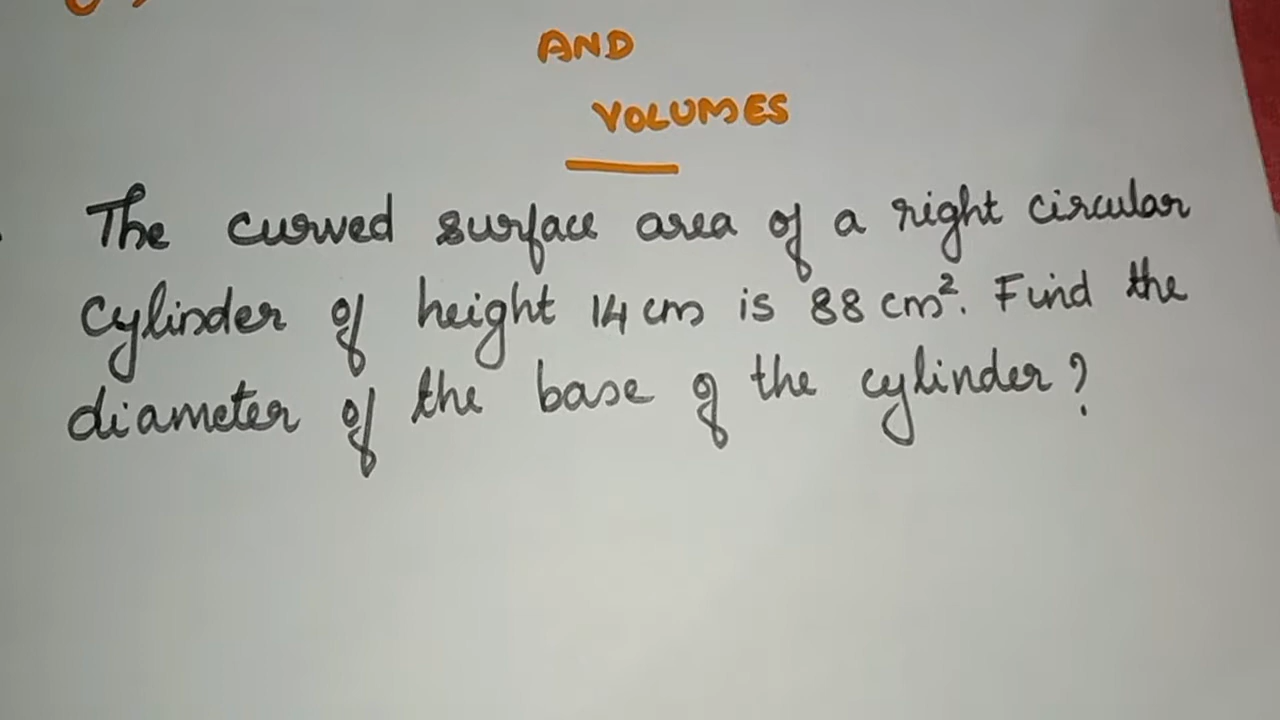 AND
VOLUMES
The curved surface area of a right circular
cylinder of height 14 cm is 88 cm². Find the
diameter of the base of the cylinder?